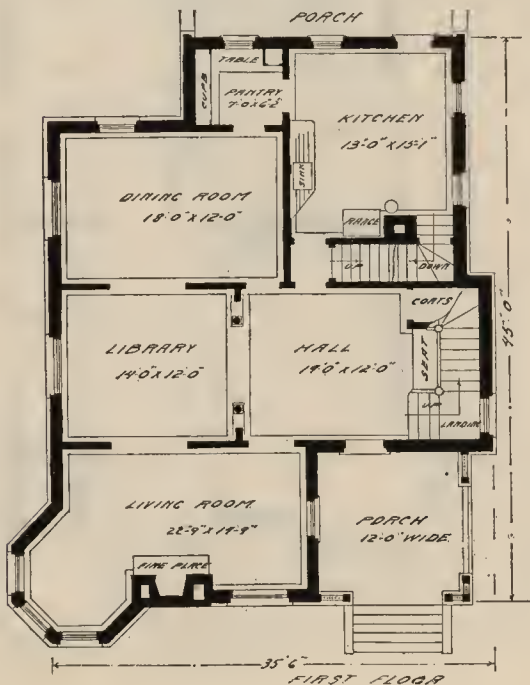 PORCH
TABLE
CUPB
PANTRY
7'-0"x6'-2"
KITCHEN
13'-0" x 15'-1"
SINK
RANGE
DINING ROOM
18'-0" x 12'-0"
UP
DOWN
COATS
LIBRARY
14'-0" x 12'-0"
HALL
19'-0" x 12'-0"
SEAT
UP
LANDING
45'-0"
LIVING ROOM
22'-9" x 14'-9"
FIRE PLACE
PORCH
12'-0" WIDE.
35'6"
FIRST FLOOR